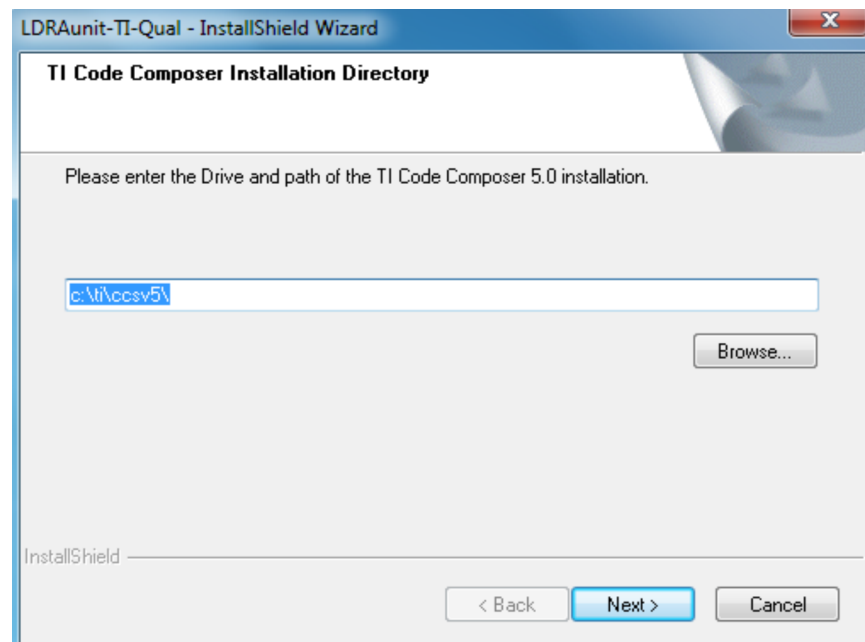 LDRAunit-TI-Qual - InstallShield Wizard
TI Code Composer Installation Directory
Please enter the Drive and path of the TI Code Composer 5.0 installation.
c:\ti\ccsv5\
Browse...
InstallShield
< Back
Next >
Cancel